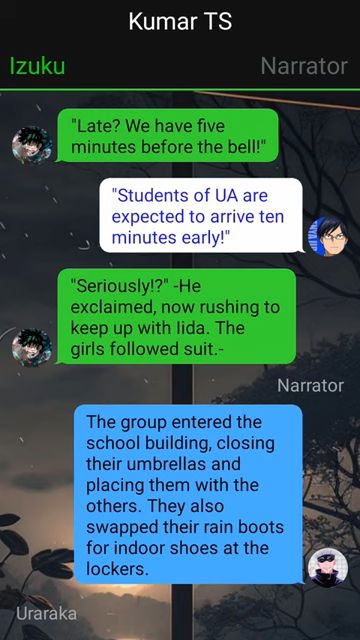 Kumar TS
Izuku
Narrator
"Late? We have five
minutes before the bell!"
"Students of UA are
expected to arrive ten
minutes early!"
"Seriously!?" -He
exclaimed, now rushing to
keep up with Iida. The
girls followed suit.-
Narrator
The group entered the
school building, closing
their umbrellas and
placing them with the
others. They also
swapped their rain boots
for indoor shoes at the
lockers.
Uraraka